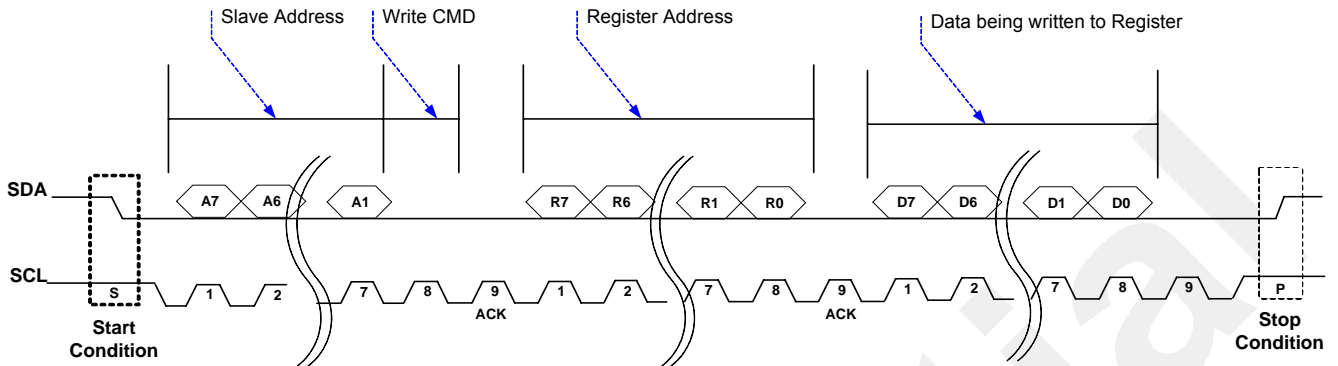 Slave Address Write CMD Register Address Data being written to Register
SDA A7 A6 A1 R7 R6 R1 R0 D7 D6 D1 D0
SCL S 1 2 7 8 9 1 2 7 8 9 1 2 7 8 9 P
ACK ACK
Start Condition Stop Condition